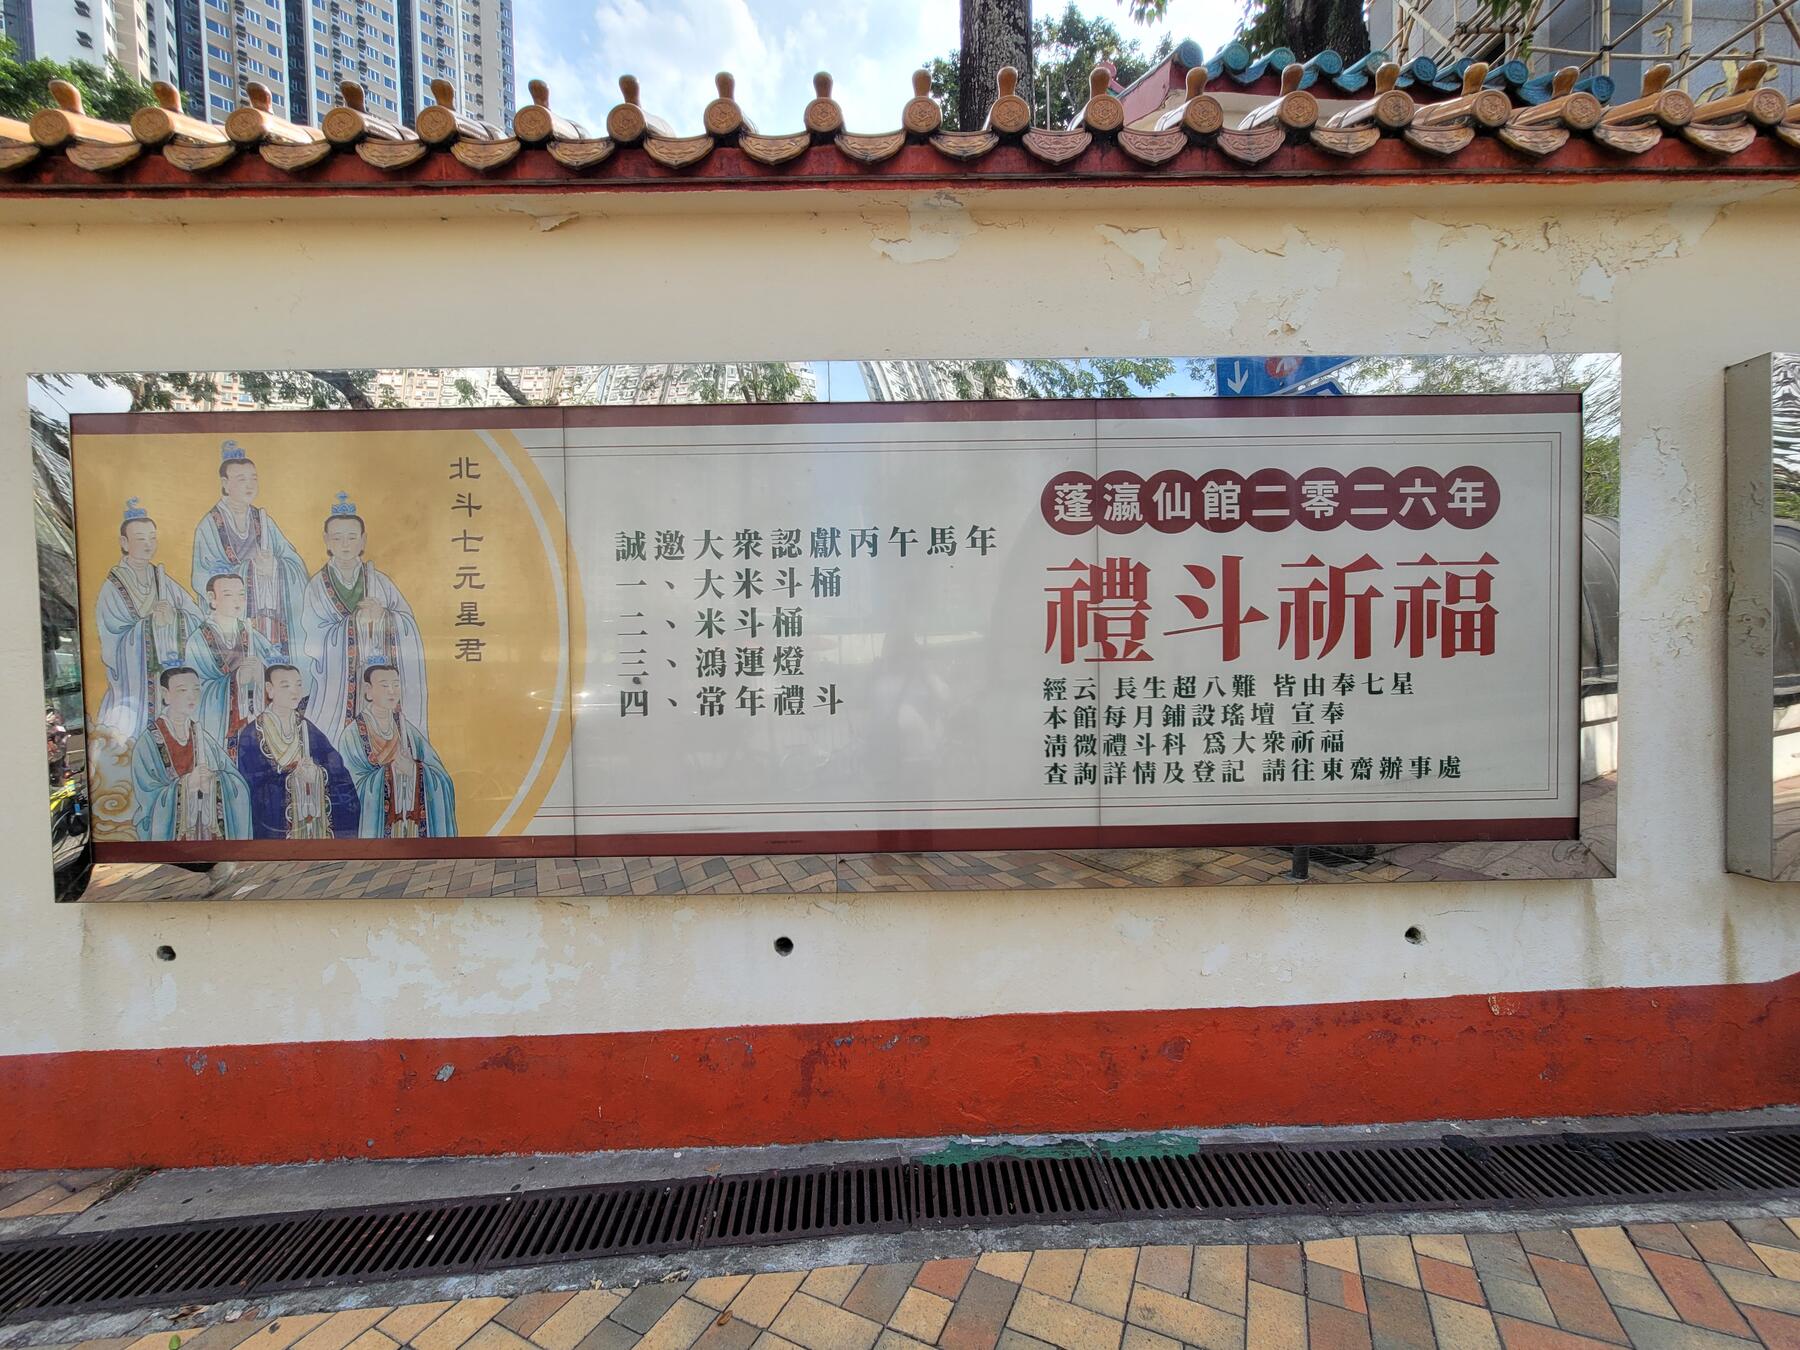 北斗七元星君
誠邀大衆認獻丙午馬年
一、大米斗桶
二、米斗桶
三、鴻運燈
四、常年禮斗
蓬瀛仙館二零二六年
禮斗祈福
經云 長生超八難 皆由奉七星
本館每月鋪設瑤壇 宣奉
清微禮斗科 爲大衆祈福
查詢詳情及登記 請往東齋辦事處